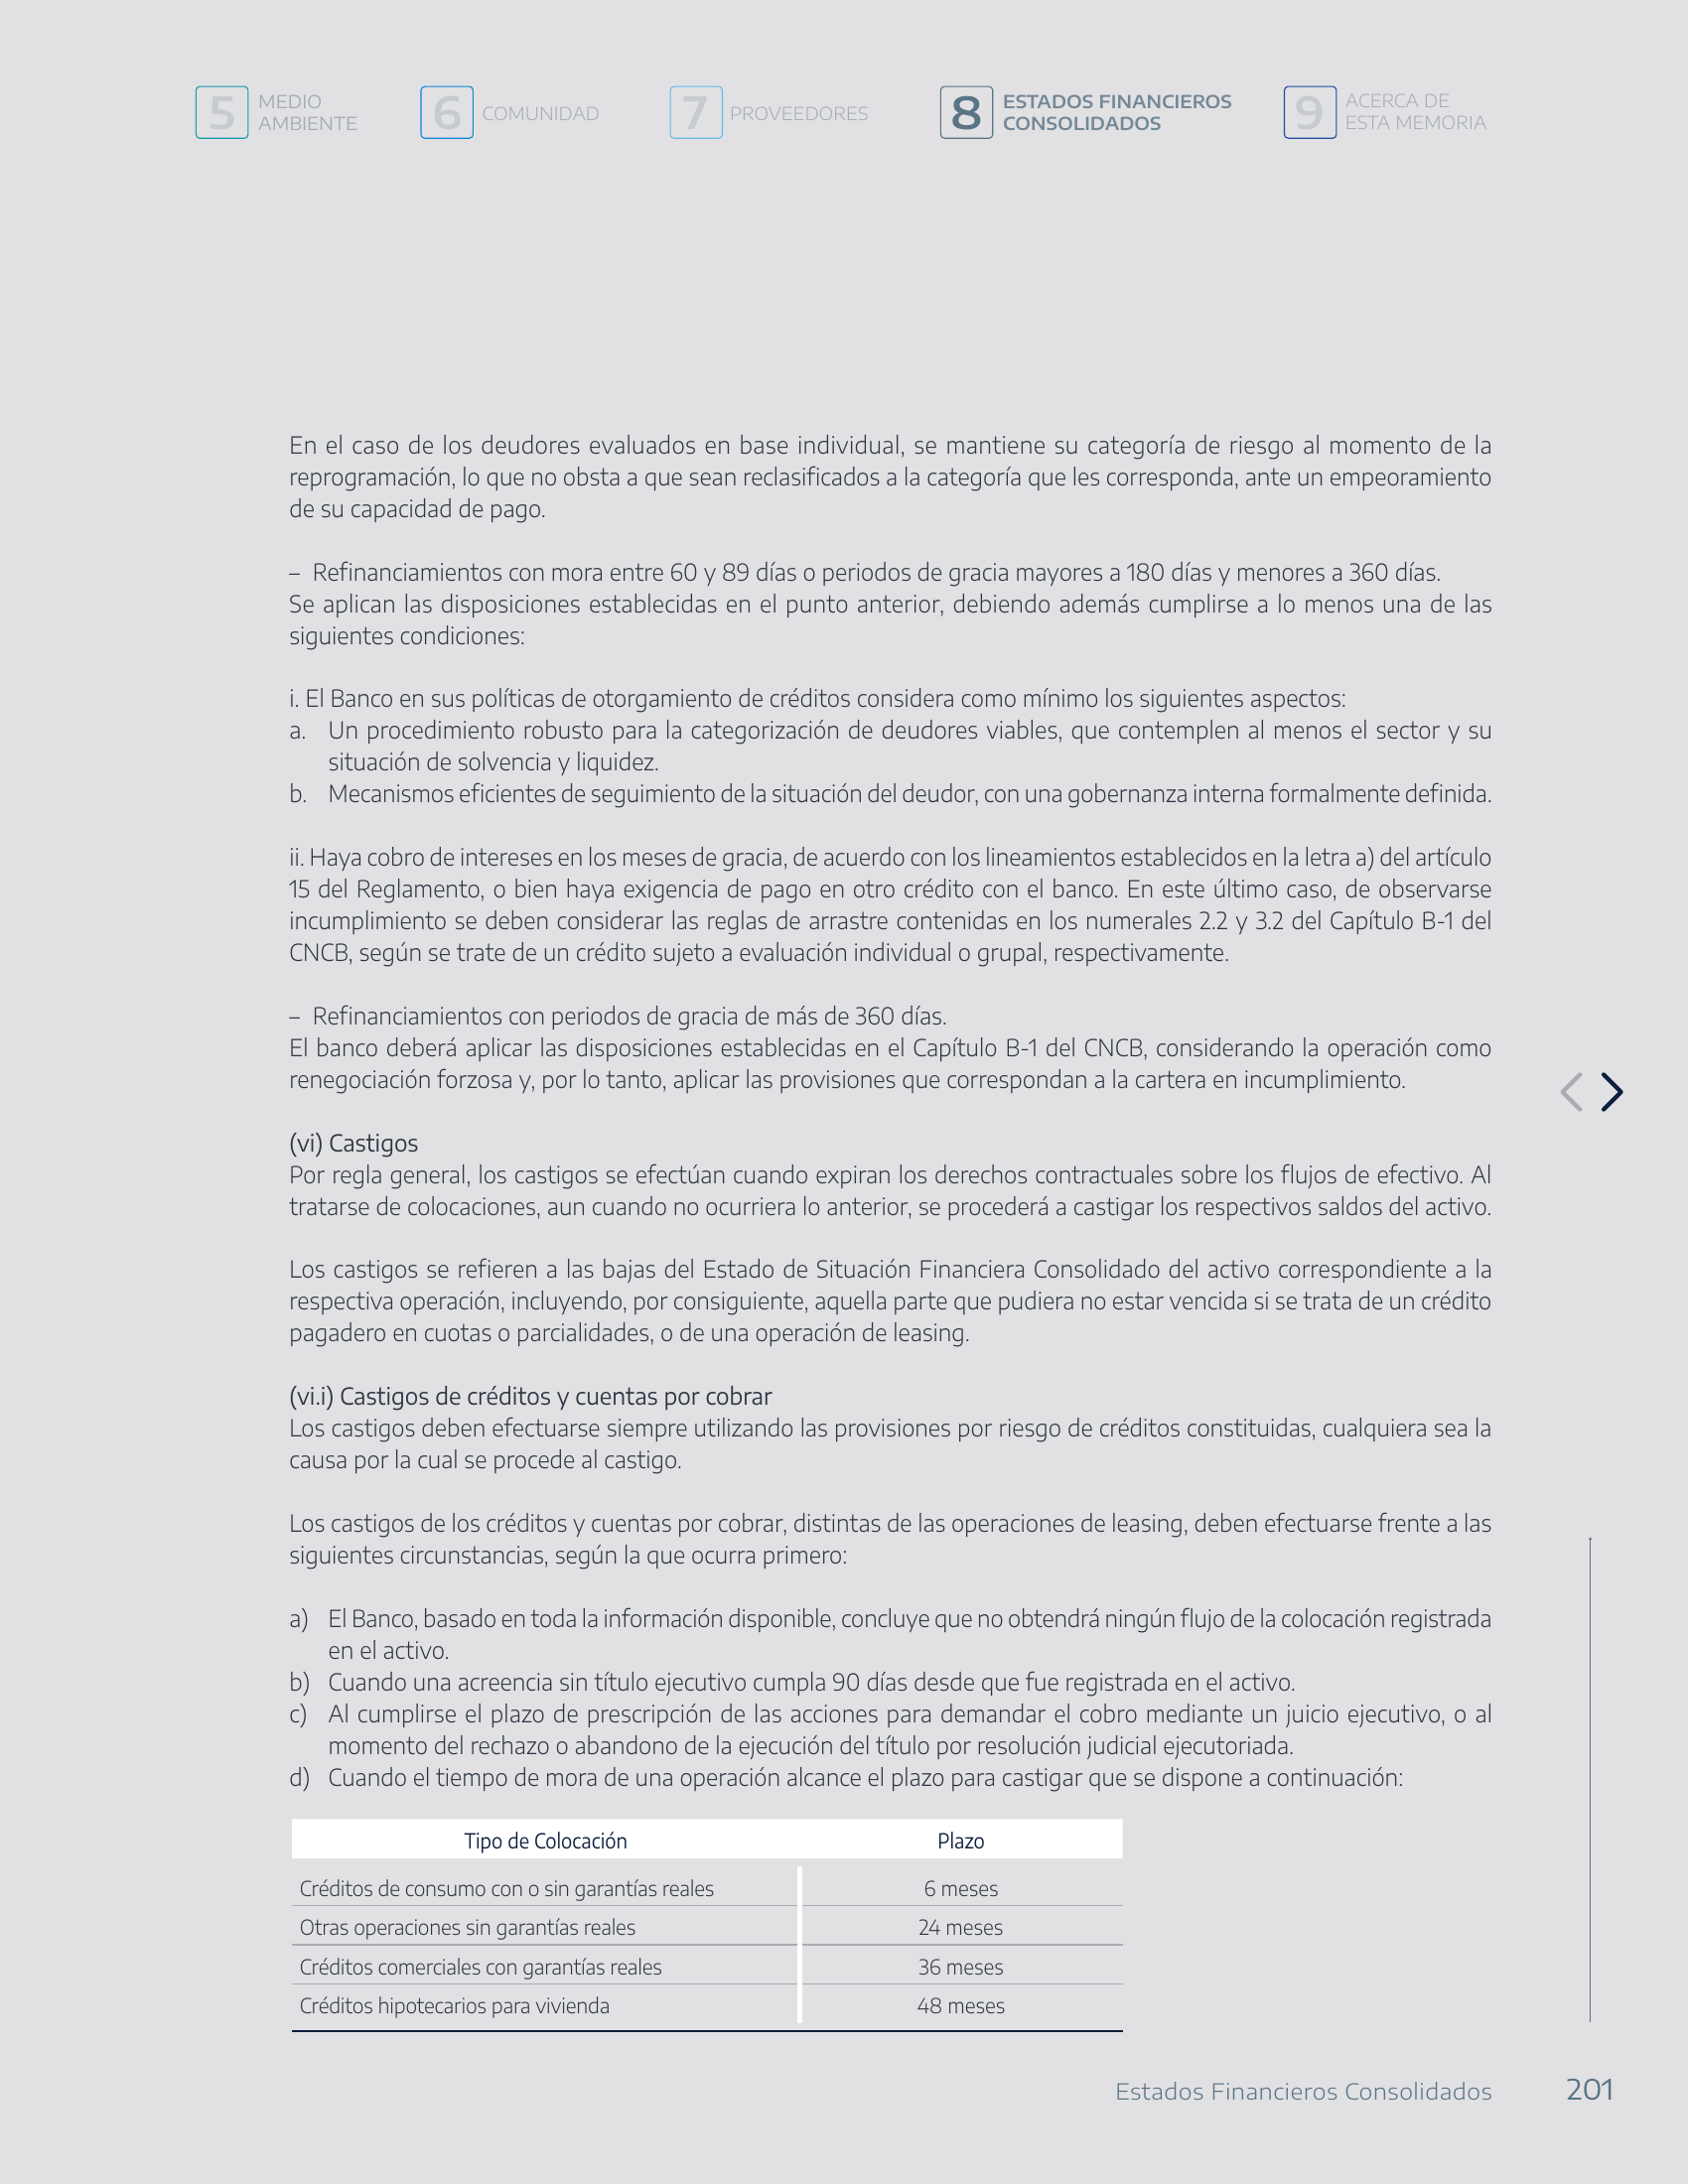 5 MEDIO
AMBIENTE
6 COMUNIDAD
7 PROVEEDORES
8 ESTADOS FINANCIEROS
CONSOLIDADOS
9 ACERCA DE
ESTA MEMORIA
En el caso de los deudores evaluados en base individual, se mantiene su categoría de riesgo al momento de la
reprogramación, lo que no obsta a que sean reclasificados a la categoría que les corresponda, ante un empeoramiento
de su capacidad de pago.
– Refinanciamientos con mora entre 60 y 89 días o periodos de gracia mayores a 180 días y menores a 360 días.
Se aplican las disposiciones establecidas en el punto anterior, debiendo además cumplirse a lo menos una de las
siguientes condiciones:
i. El Banco en sus políticas de otorgamiento de créditos considera como mínimo los siguientes aspectos:
a. Un procedimiento robusto para la categorización de deudores viables, que contemplen al menos el sector y su
situación de solvencia y liquidez.
b. Mecanismos eficientes de seguimiento de la situación del deudor, con una gobernanza interna formalmente definida.
ii. Haya cobro de intereses en los meses de gracia, de acuerdo con los lineamientos establecidos en la letra a) del artículo
15 del Reglamento, o bien haya exigencia de pago en otro crédito con el banco. En este último caso, de observarse
incumplimiento se deben considerar las reglas de arrastre contenidas en los numerales 2.2 y 3.2 del Capítulo B-1 del
CNCB, según se trate de un crédito sujeto a evaluación individual o grupal, respectivamente.
– Refinanciamientos con periodos de gracia de más de 360 días.
El banco deberá aplicar las disposiciones establecidas en el Capítulo B-1 del CNCB, considerando la operación como
renegociación forzosa y, por lo tanto, aplicar las provisiones que correspondan a la cartera en incumplimiento.
(vi) Castigos
Por regla general, los castigos se efectúan cuando expiran los derechos contractuales sobre los flujos de efectivo. Al
tratarse de colocaciones, aun cuando no ocurriera lo anterior, se procederá a castigar los respectivos saldos del activo.
Los castigos se refieren a las bajas del Estado de Situación Financiera Consolidado del activo correspondiente a la
respectiva operación, incluyendo, por consiguiente, aquella parte que pudiera no estar vencida si se trata de un crédito
pagadero en cuotas o parcialidades, o de una operación de leasing.
(vi.i) Castigos de créditos y cuentas por cobrar
Los castigos deben efectuarse siempre utilizando las provisiones por riesgo de créditos constituidas, cualquiera sea la
causa por la cual se procede al castigo.
Los castigos de los créditos y cuentas por cobrar, distintas de las operaciones de leasing, deben efectuarse frente a las
siguientes circunstancias, según la que ocurra primero:
a) El Banco, basado en toda la información disponible, concluye que no obtendrá ningún flujo de la colocación registrada
en el activo.
b) Cuando una acreencia sin título ejecutivo cumpla 90 días desde que fue registrada en el activo.
c) Al cumplirse el plazo de prescripción de las acciones para demandar el cobro mediante un juicio ejecutivo, o al
momento del rechazo o abandono de la ejecución del título por resolución judicial ejecutoriada.
d) Cuando el tiempo de mora de una operación alcance el plazo para castigar que se dispone a continuación:
Tipo de Colocación Plazo
Créditos de consumo con o sin garantías reales 6 meses
Otras operaciones sin garantías reales 24 meses
Créditos comerciales con garantías reales 36 meses
Créditos hipotecarios para vivienda 48 meses
Estados Financieros Consolidados 201